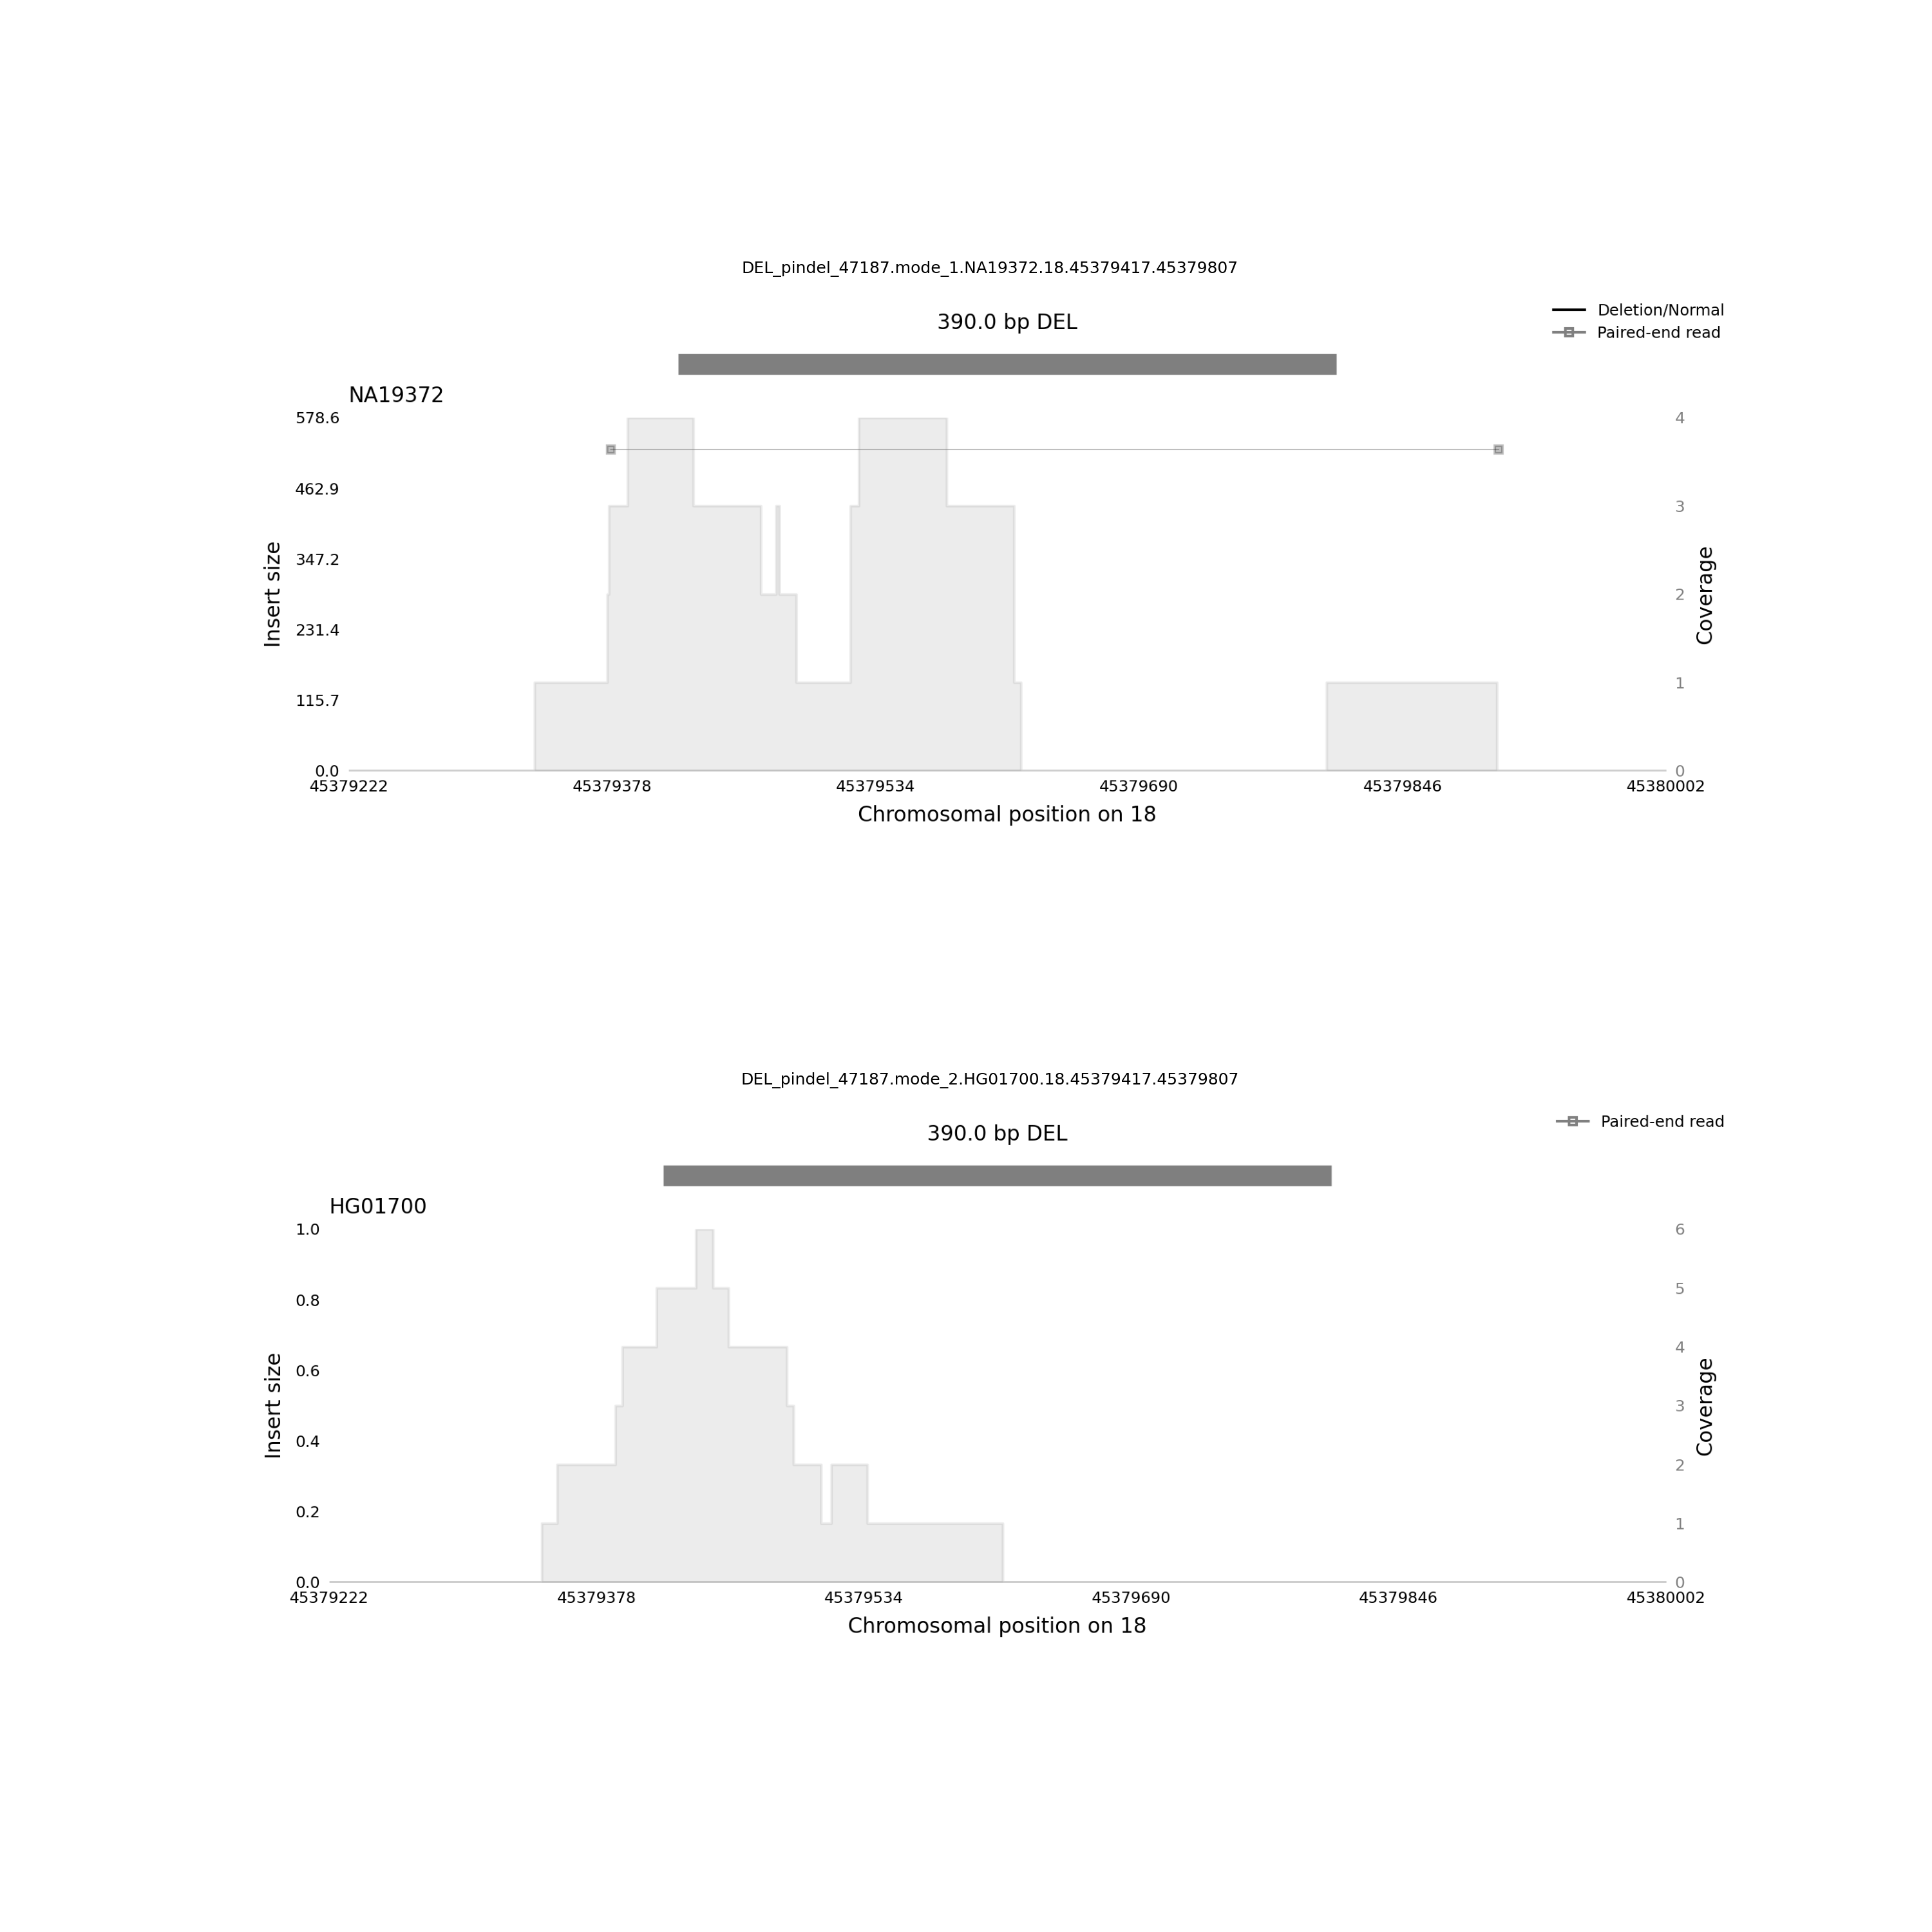 DEL_pindel_47187.mode_1.NA19372.18.45379417.45379807
390.0 bp DEL
Deletion/Normal
Paired-end read
NA19372
578.6
462.9
347.2
231.4
115.7
0.0
Insert size
4
3
2
1
0
Coverage
45379222 45379378 45379534 45379690 45379846 45380002
Chromosomal position on 18
DEL_pindel_47187.mode_2.HG01700.18.45379417.45379807
390.0 bp DEL
Paired-end read
HG01700
1.0
0.8
0.6
0.4
0.2
0.0
Insert size
6
5
4
3
2
1
0
Coverage
45379222 45379378 45379534 45379690 45379846 45380002
Chromosomal position on 18